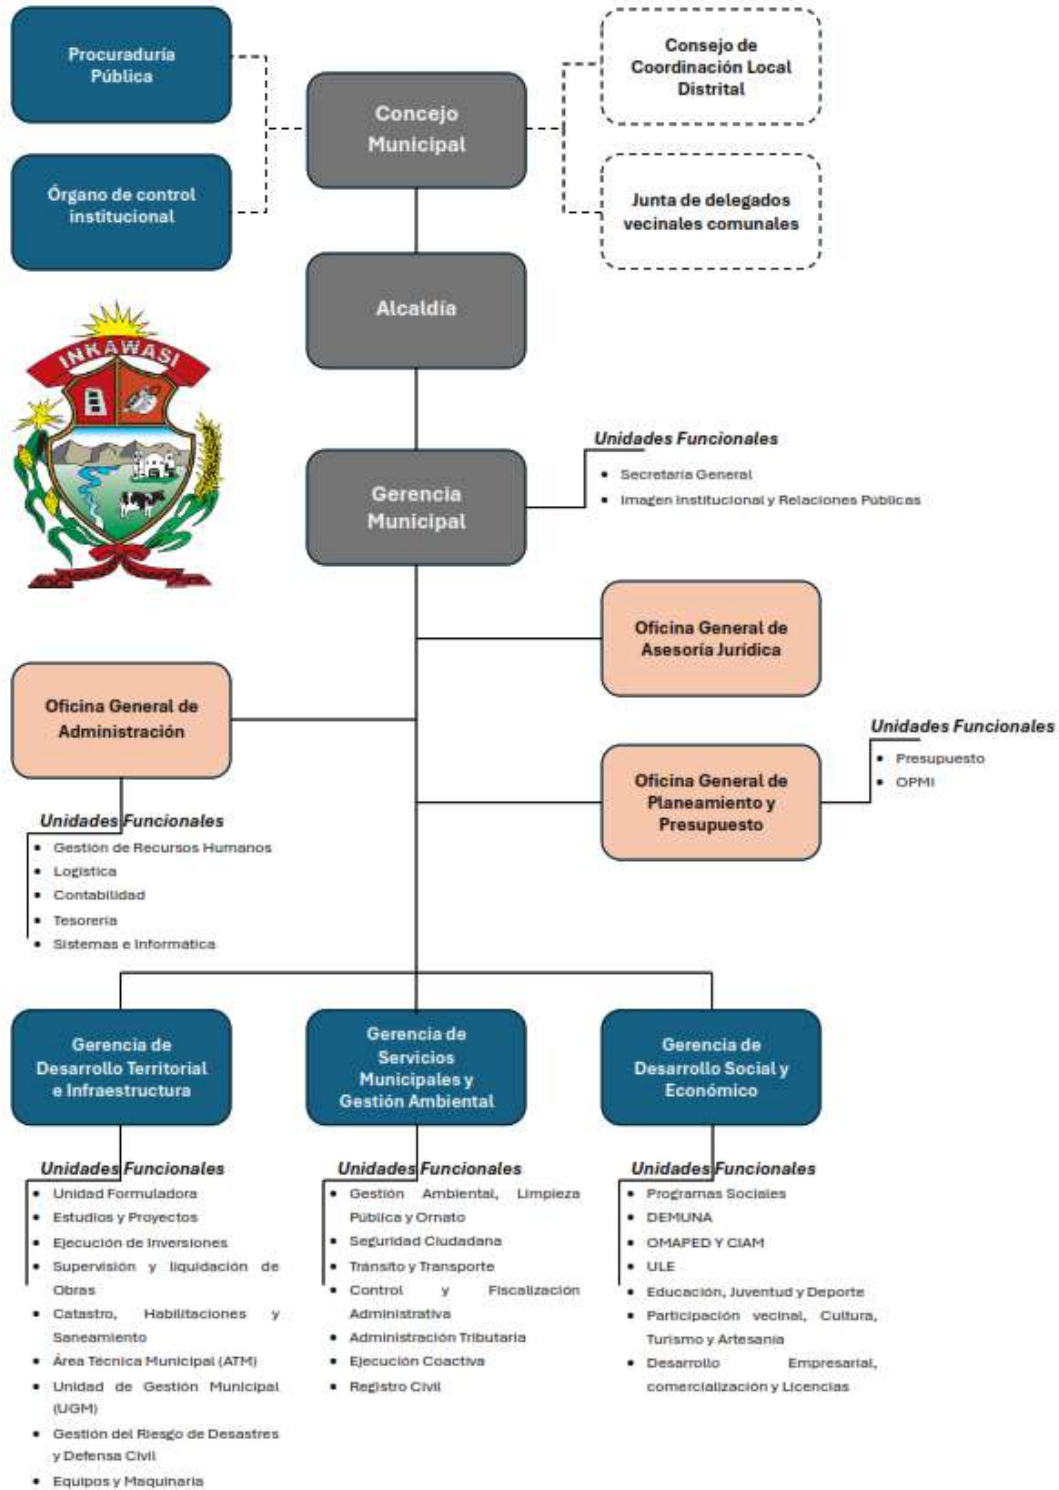 Procuraduría
Pública
Consejo de
Coordinación Local
Distrital
Concejo
Municipal
Órgano de control
institucional
Junta de delegados
vecinales comunales
Alcaldía
INKAWASI
Unidades Funcionales
• Secretaría General
• Imagen Institucional y Relaciones Públicas
Gerencia
Municipal
Oficina General de
Asesoría Jurídica
Oficina General de
Administración
Unidades Funcionales
• Presupuesto
• OPMI
Oficina General de
Planeamiento y
Presupuesto
Unidades Funcionales
• Gestión de Recursos Humanos
• Logística
• Contabilidad
• Tesorería
• Sistemas e Informática
Gerencia de
Desarrollo Territorial
e Infraestructura
Gerencia de
Servicios
Municipales y
Gestión Ambiental
Gerencia de
Desarrollo Social y
Económico
Unidades Funcionales
• Unidad Formuladora
• Estudios y Proyectos
• Ejecución de Inversiones
• Supervisión y liquidación de
Obras
• Catastro, Habilitaciones y
Saneamiento
• Área Técnica Municipal (ATM)
• Unidad de Gestión Municipal
(UGM)
• Gestión del Riesgo de Desastres
y Defensa Civil
• Equipos y Maquinaria
Unidades Funcionales
• Gestión Ambiental, Limpieza
Pública y Ornato
• Seguridad Ciudadana
• Tránsito y Transporte
• Control y Fiscalización
Administrativa
• Administración Tributaria
• Ejecución Coactiva
• Registro Civil
Unidades Funcionales
• Programas Sociales
• DEMUNA
• OMAPED Y CIAM
• ULE
• Educación, Juventud y Deporte
• Participación vecinal, Cultura,
Turismo y Artesanía
• Desarrollo Empresarial,
comercialización y Licencias